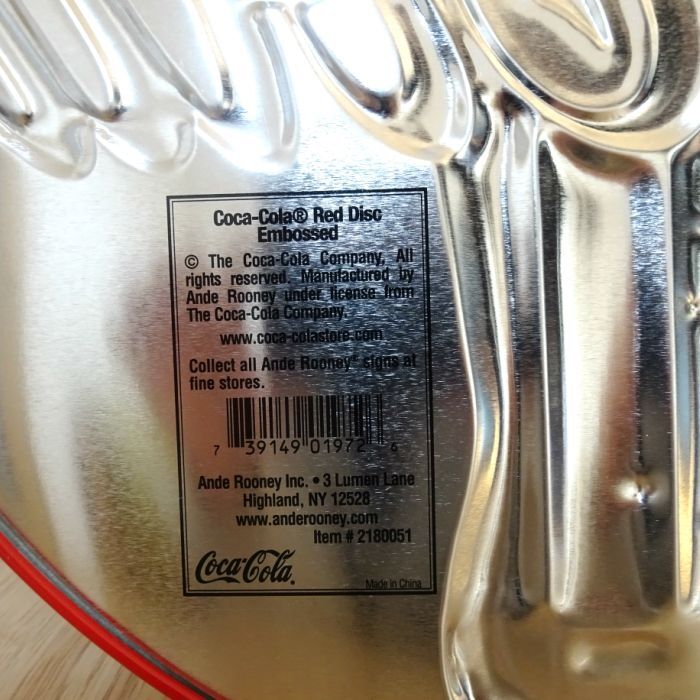 Coca-Cola® Red Disc
Embossed
© The Coca-Cola Company, All
rights reserved. Manufactured by
Ande Rooney under license from
The Coca-Cola Company.
www.coca-colastore.com
Collect all Ande Rooney® signs at
fine stores.
7 39149 01972 6
Ande Rooney Inc. • 3 Lumen Lane
Highland, NY 12528
www.anderooney.com
Item # 2180051
Coca-Cola
Made in China